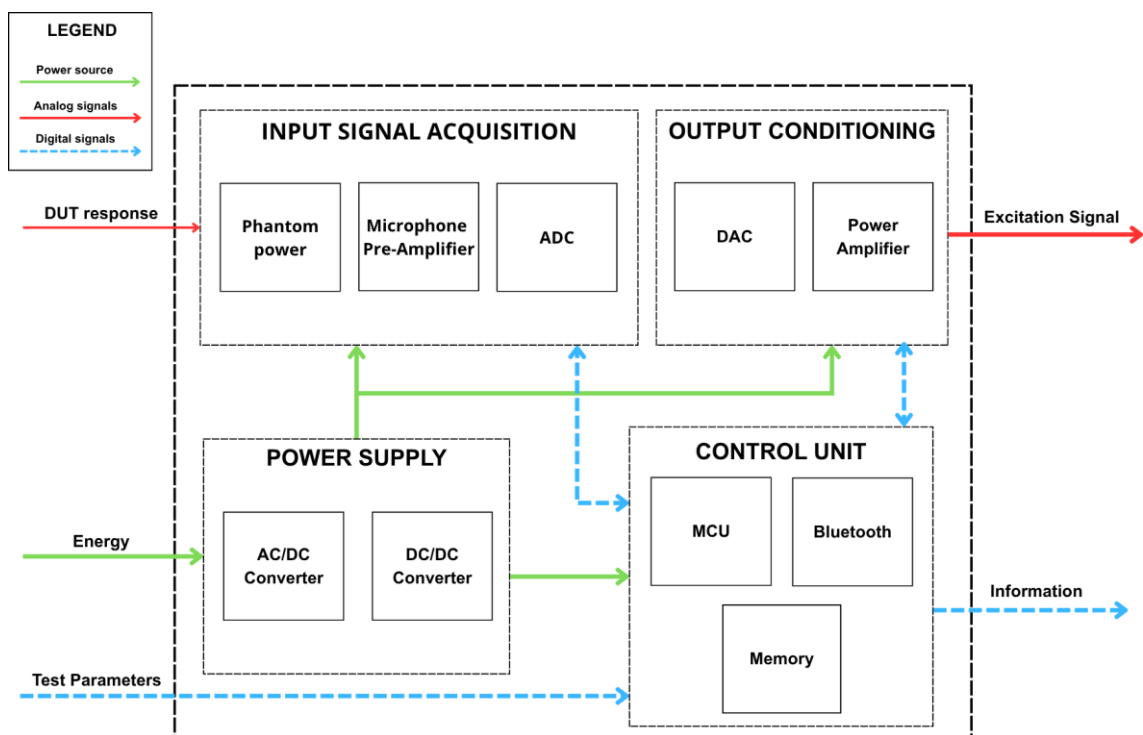 LEGEND
Power source
Analog signals
Digital signals
INPUT SIGNAL ACQUISITION
OUTPUT CONDITIONING
DUT response
Phantom
power
Microphone
Pre-Amplifier
ADC
DAC
Power
Amplifier
Excitation Signal
POWER SUPPLY
CONTROL UNIT
Energy
AC/DC
Converter
DC/DC
Converter
MCU
Bluetooth
Information
Memory
Test Parameters